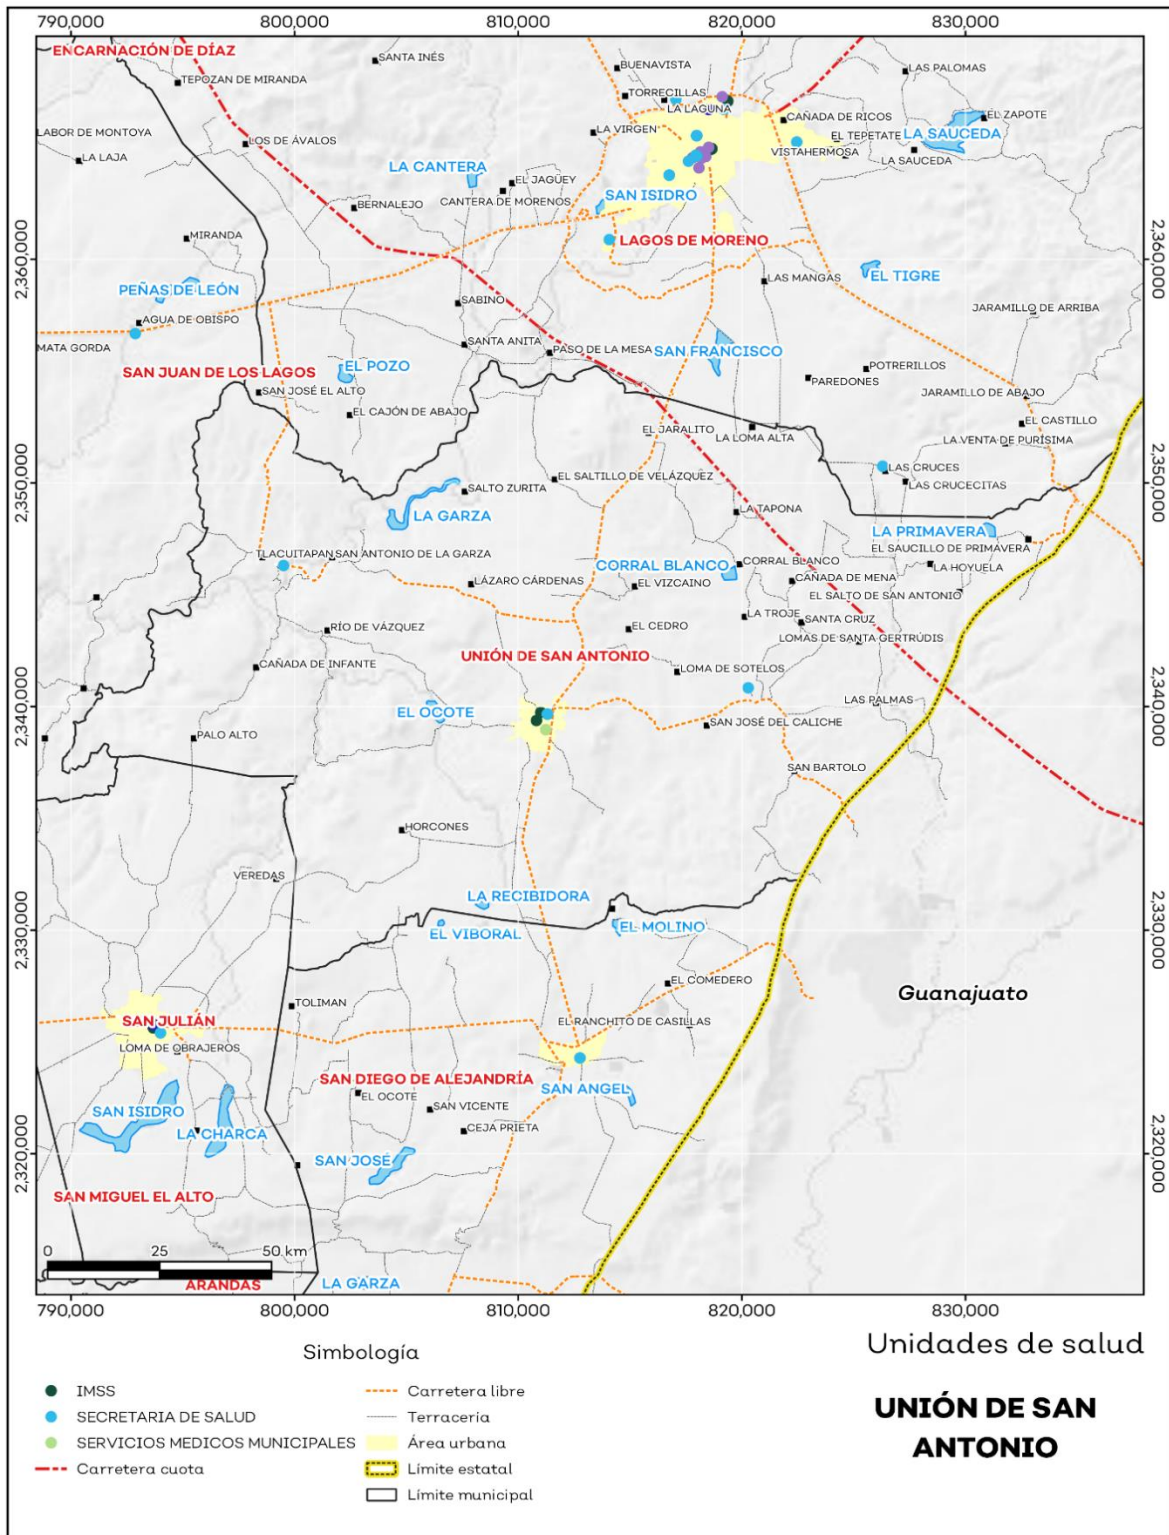 ENCARNACIÓN DE DÍAZ
SANTA INÉS
BUENAVISTA
LAS PALOMAS
TEPOZAN DE MIRANDA
TORRECILLAS
LA LAGUNA
CAÑADA DE RICOS
EL ZAPOTE
LABOR DE MONTOYA
LOS DE ÁVALOS
LA VIRGEN
EL TEPETATE
LA SAUCEDA
LA LAJA
LA CANTERA
VISTAHERMOSA
LA SAUCEDA
EL JAGÜEY
CANTERA DE MORENOS
SAN ISIDRO
BERNALEJO
MIRANDA
LAGOS DE MORENO
PEÑAS DE LEÓN
LAS MANGAS
EL TIGRE
SABINO
JARAMILLO DE ARRIBA
AGUA DE OBISPO
MATA GORDA
SANTA ANITA
PASO DE LA MESA
SAN FRANCISCO
EL POZO
SAN JUAN DE LOS LAGOS
POTRERILLOS
PAREDONES
SAN JOSÉ EL ALTO
JARAMILLO DE ABAJO
EL CAJÓN DE ABAJO
EL CASTILLO
EL JARALITO
LA LOMA ALTA
LA VENTA DE PURÍSIMA
LAS CRUCES
EL SALTILLO DE VELÁZQUEZ
LAS CRUCECITAS
SALTO ZURITA
LA GARZA
LA TAPONA
LA PRIMAVERA
EL SAUCILLO DE PRIMAVERA
TLACUITAPAN
SAN ANTONIO DE LA GARZA
CORRAL BLANCO
CORRAL BLANCO
LA HOYUELA
LÁZARO CÁRDENAS
EL VIZCAINO
CAÑADA DE MENA
EL SALTO DE SAN ANTONIO
LA TROJE
SANTA CRUZ
RÍO DE VÁZQUEZ
EL CEDRO
LOMAS DE SANTA GERTRÚDIS
UNIÓN DE SAN ANTONIO
CAÑADA DE INFANTE
LOMA DE SOTELOS
LAS PALMAS
EL OCOTE
SAN JOSÉ DEL CALICHE
PALO ALTO
SAN BARTOLO
HORCONES
VEREDAS
LA RECIBIDORA
EL VIBORAL
EL MOLINO
EL COMEDERO
Guanajuato
TOLIMAN
SAN JULIÁN
EL RANCHITO DE CASILLAS
LOMA DE OBRAJEROS
SAN DIEGO DE ALEJANDRÍA
SAN ANGEL
EL OCOTE
SAN ISIDRO
SAN VICENTE
LA CHARCA
CEJA PRIETA
SAN JOSÉ
SAN MIGUEL EL ALTO
0 25 50 km
ARANDAS
LA GARZA
790,000 800,000 810,000 820,000 830,000
790,000 800,000 810,000 820,000 830,000
2360000
2350000
2340000
2330000
2320000
2,360,000
2,350,000
2,340,000
2,330,000
2,320,000
Simbología
IMSS
SECRETARIA DE SALUD
SERVICIOS MEDICOS MUNICIPALES
Carretera cuota
Carretera libre
Terracería
Área urbana
Límite estatal
Límite municipal
Unidades de salud
UNIÓN DE SAN
ANTONIO